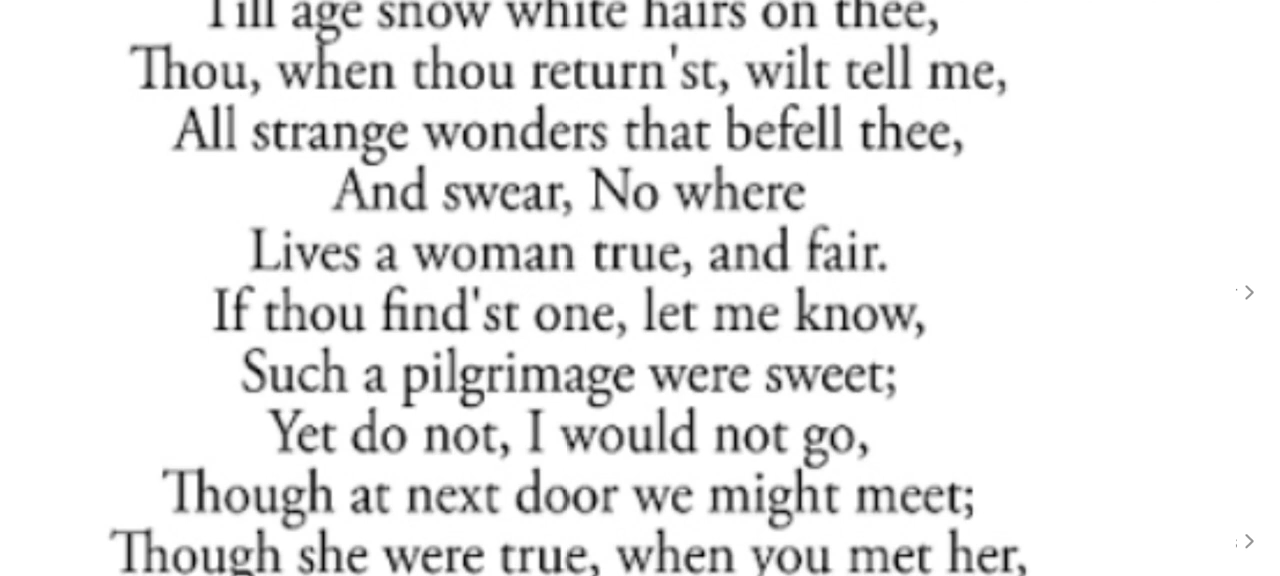 Till age snow white hairs on thee,
Thou, when thou return'st, wilt tell me,
All strange wonders that befell thee,
And swear, No where
Lives a woman true, and fair.
If thou find'st one, let me know,
Such a pilgrimage were sweet;
Yet do not, I would not go,
Though at next door we might meet;
Though she were true, when you met her,